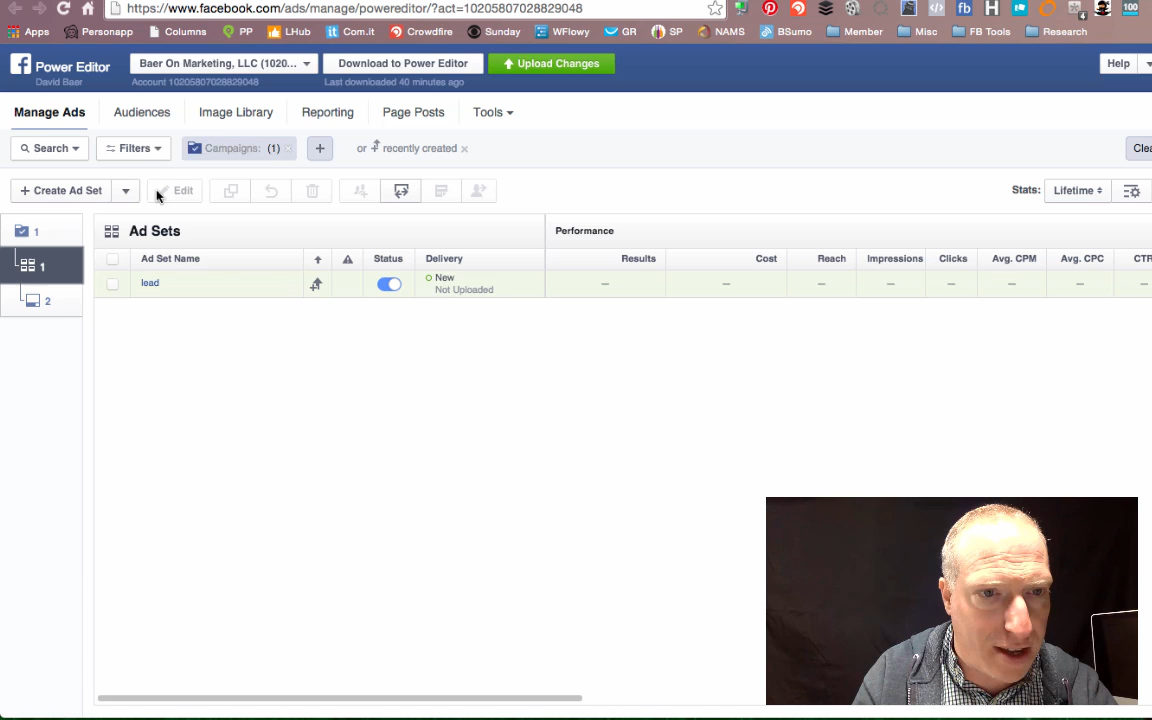 https://www.facebook.com/ads/manage/powereditor/?act=10205807028829048
4
100
Apps Personapp Columns PP LHub Com.it Crowdfire Sunday WFlowy GR SP NAMS BSumo Member Misc FB Tools Research
Power Editor
David Baer
Baer On Marketing, LLC (1020...
Account 10205807028829048
Download to Power Editor
Last downloaded 40 minutes ago
Upload Changes
Help
Manage Ads Audiences Image Library Reporting Page Posts Tools
Search Filters Campaigns: (1) + or recently created Clea
+ Create Ad Set Edit Stats: Lifetime
1
1
2
Ad Sets Performance
Ad Set Name Status Delivery Results Cost Reach Impressions Clicks Avg. CPM Avg. CPC CTR
lead New
Not Uploaded
– – – – – – – –